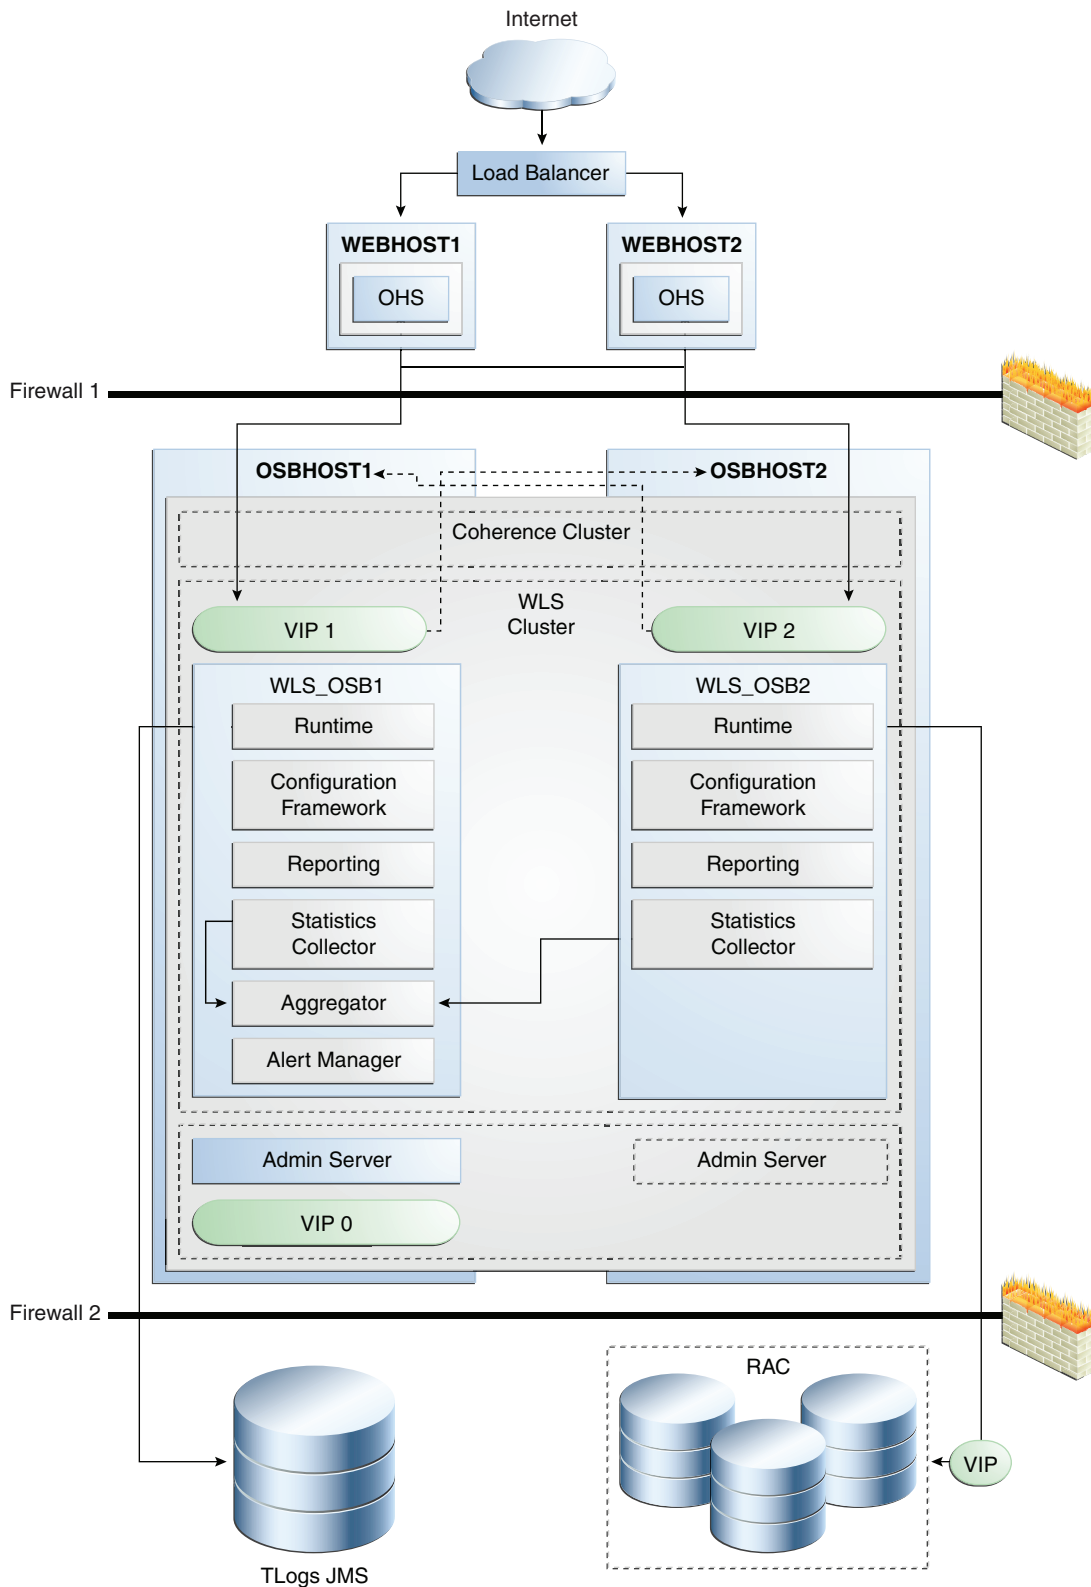 Internet
Load Balancer
WEBHOST1
WEBHOST2
OHS
OHS
Firewall 1
OSBHOST1
OSBHOST2
Coherence Cluster
WLS
Cluster
VIP 1
VIP 2
WLS_OSB1
Runtime
Configuration
Framework
Reporting
Statistics
Collector
Aggregator
Alert Manager
WLS_OSB2
Runtime
Configuration
Framework
Reporting
Statistics
Collector
Admin Server
Admin Server
VIP 0
Firewall 2
RAC
VIP
TLogs JMS